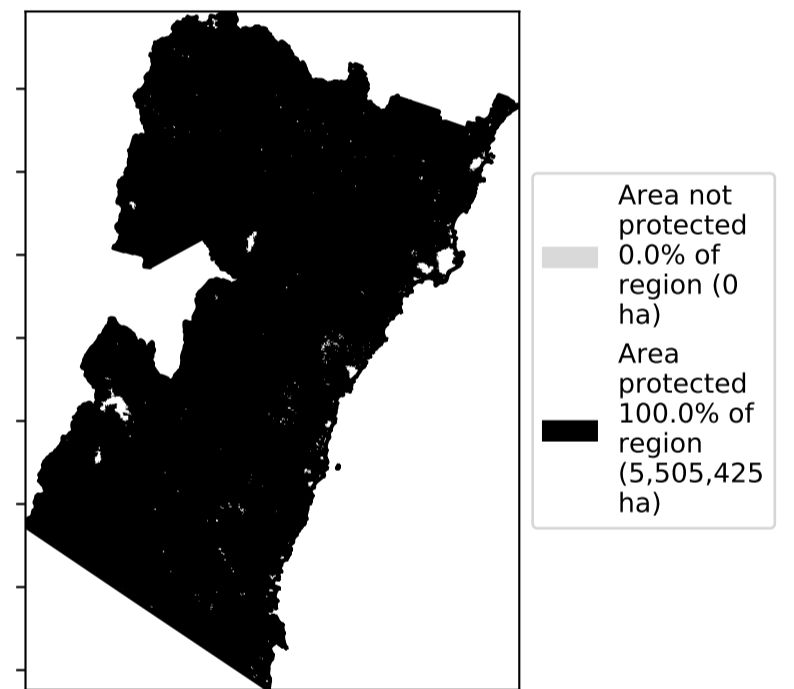 Area not
protected
0.0% of
region (0
ha)
Area
protected
100.0% of
region
(5,505,425
ha)